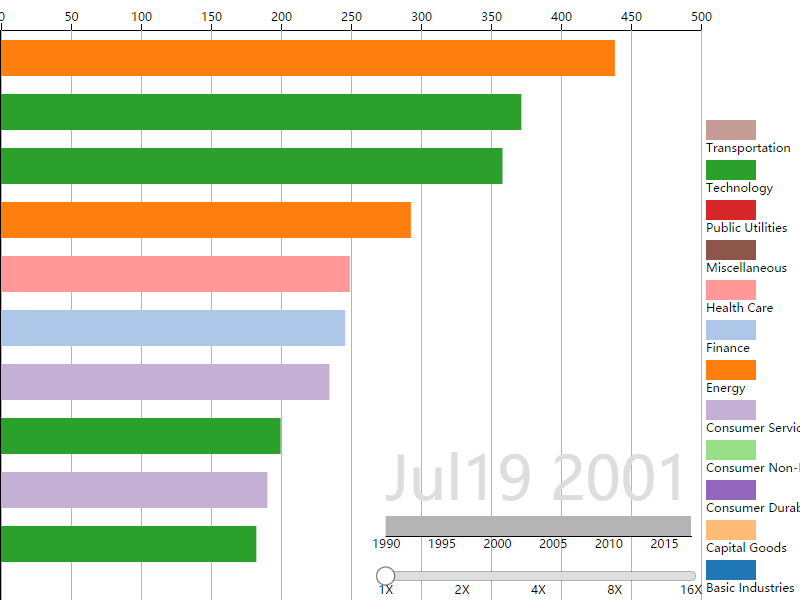 0 50 100 150 200 250 300 350 400 450 500
Transportation
Technology
Public Utilities
Miscellaneous
Health Care
Finance
Energy
Consumer Servic
Consumer Non-
Consumer Durab
Capital Goods
Basic Industries
Jul19 2001
1990 1995 2000 2005 2010 2015
1X 2X 4X 8X 16X